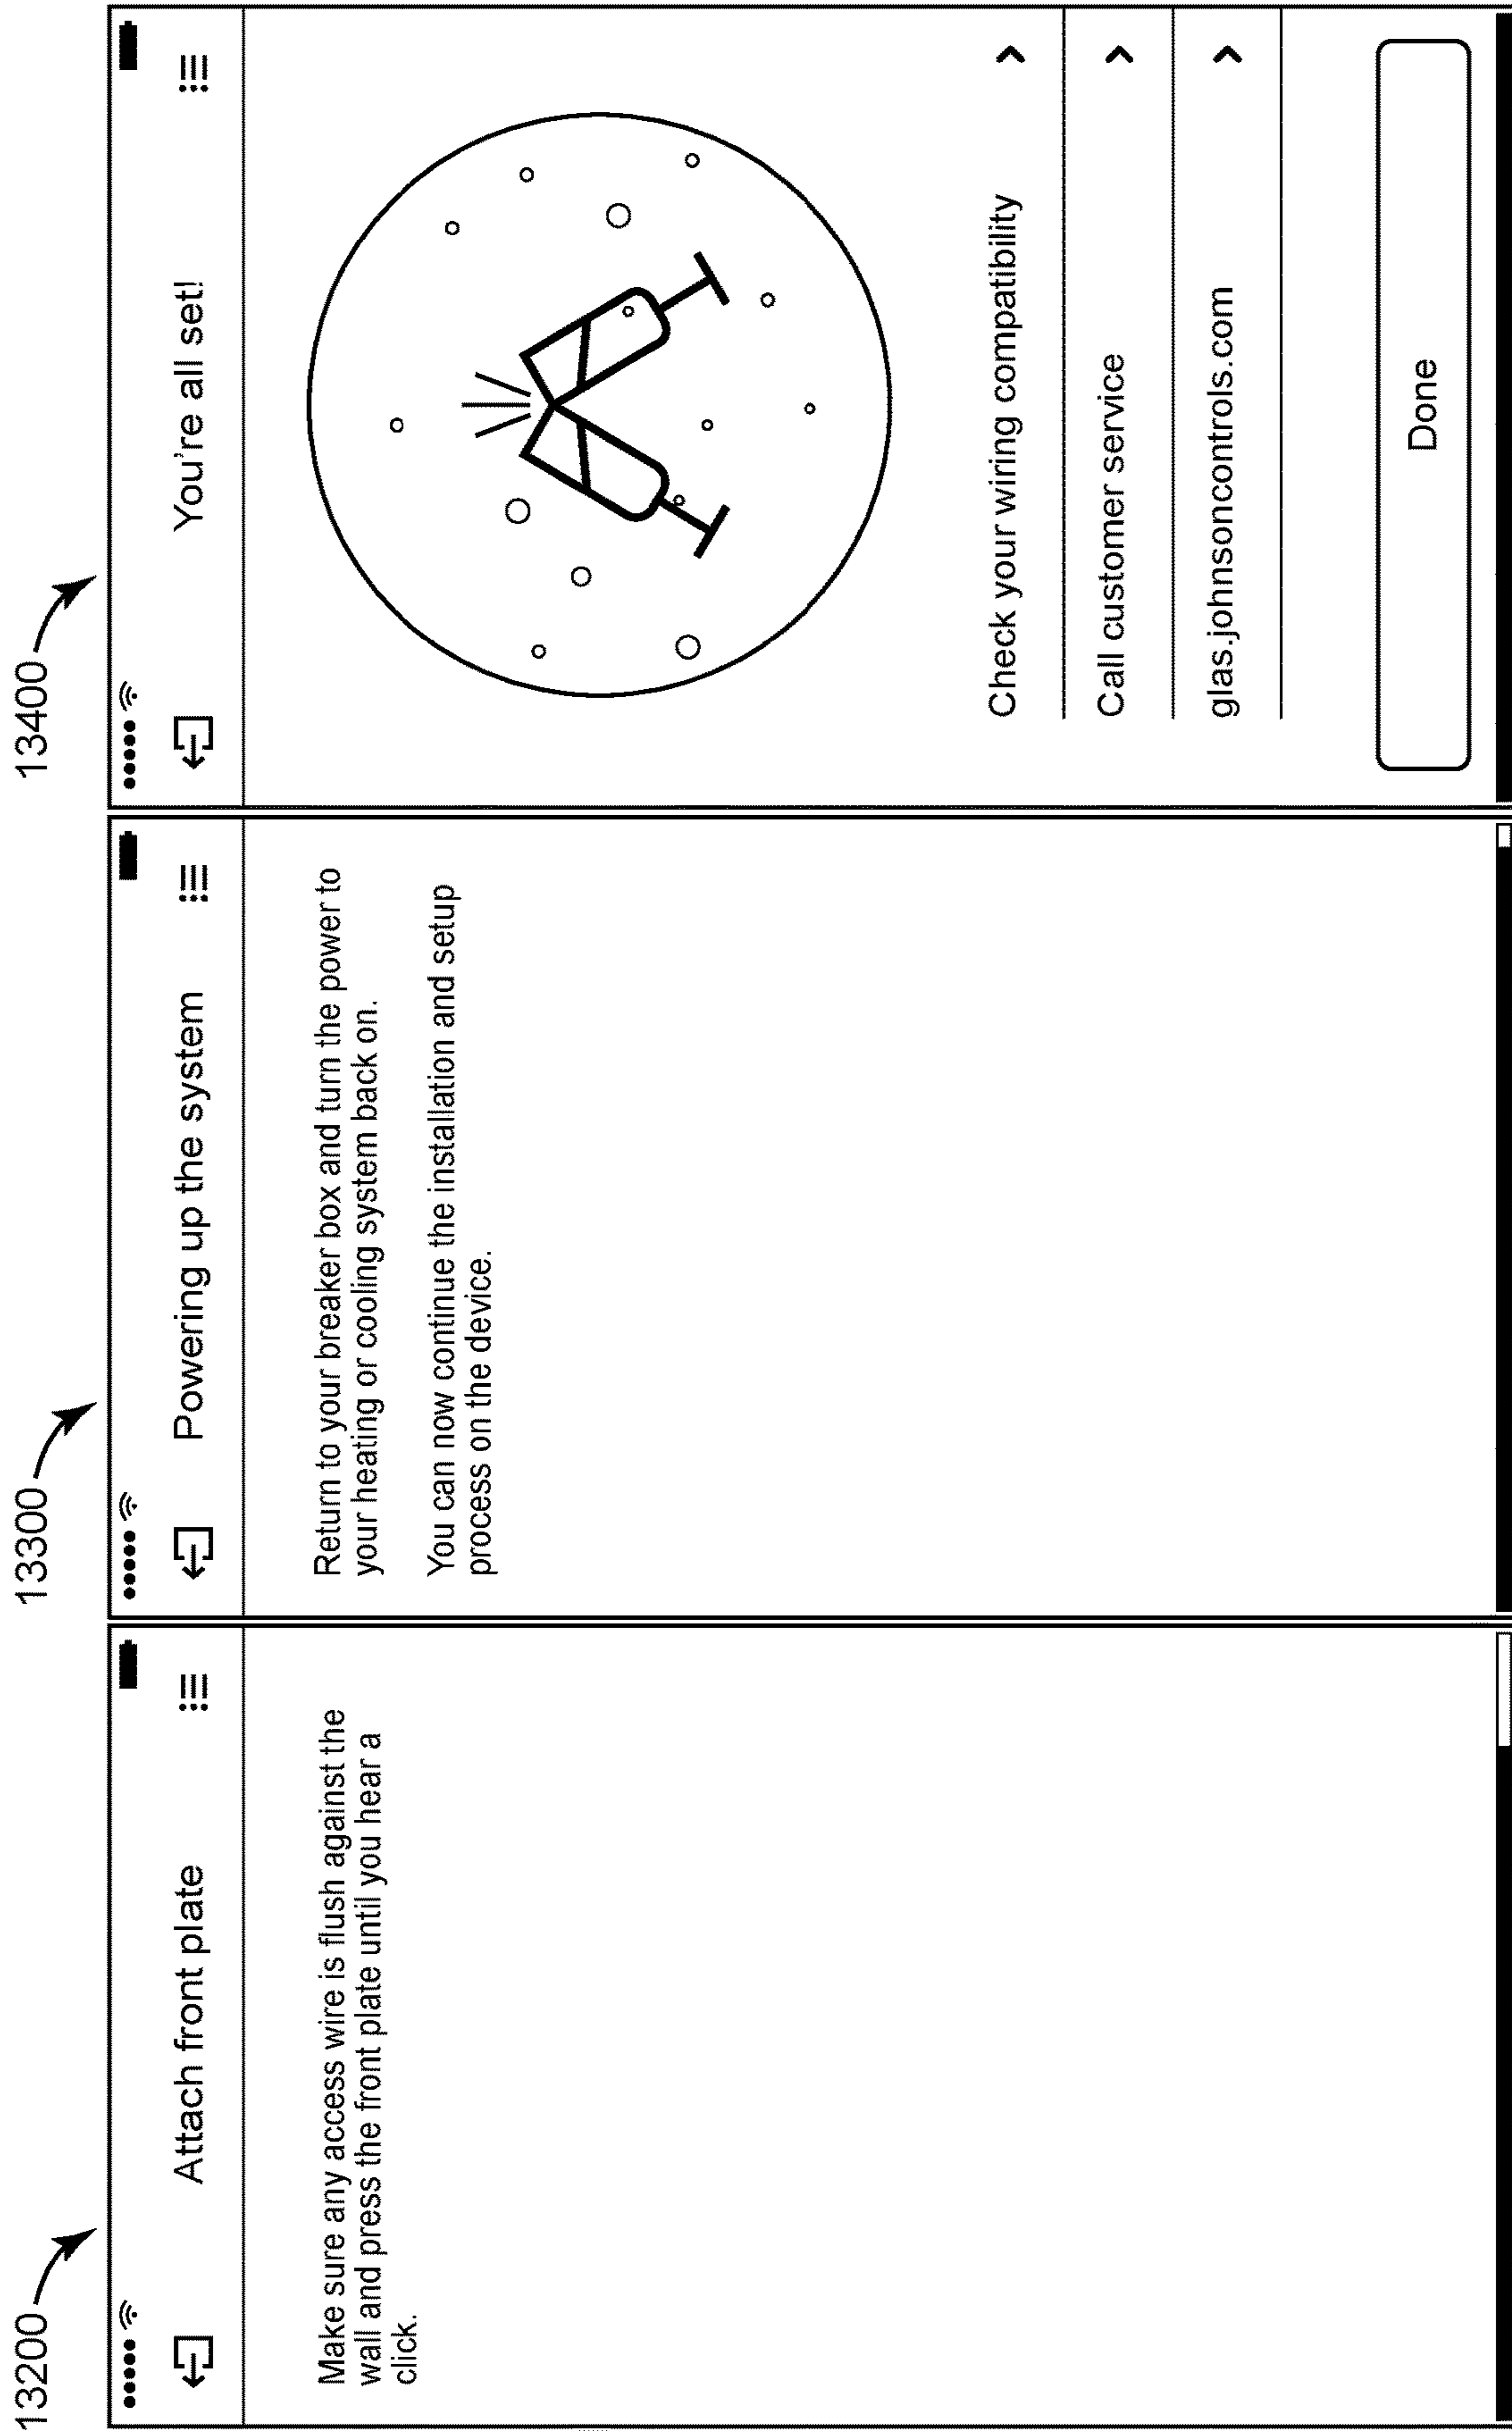 13200
Attach front plate
Make sure any access wire is flush against the
wall and press the front plate until you hear a
click.
13300
Powering up the system
Return to your breaker box and turn the power to
your heating or cooling system back on.
You can now continue the installation and setup
process on the device.
13400
You're all set!
Check your wiring compatibility
Call customer service
glas.johnsoncontrols.com
Done